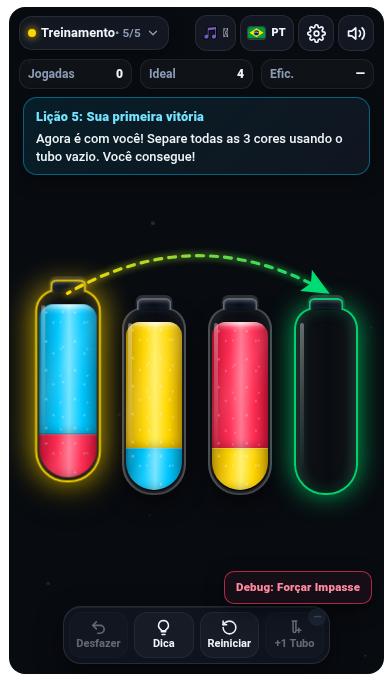 Treinamento • 5/5
PT
Jogadas 0
Ideal 4
Efic. –
Lição 5: Sua primeira vitória
Agora é com você! Separe todas as 3 cores usando o
tubo vazio. Você consegue!
Debug: Forçar Impasse
Desfazer
Dica
Reiniciar
+1 Tubo